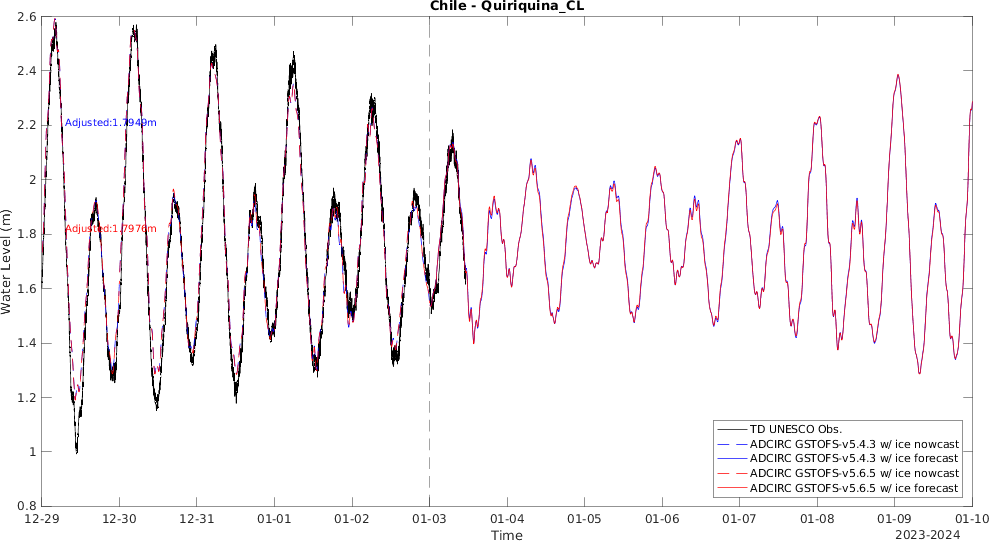 Chile - Quiriquina_CL
2.6
2.4
2.2
2
1.8
1.6
1.4
1.2
1
0.8
Water Level (m)
Adjusted:1.7949m
Adjusted:1.7976m
TD UNESCO Obs.
ADCIRC GSTOFS-v5.4.3 w/ ice nowcast
ADCIRC GSTOFS-v5.4.3 w/ ice forecast
ADCIRC GSTOFS-v5.6.5 w/ ice nowcast
ADCIRC GSTOFS-v5.6.5 w/ ice forecast
12-29 12-30 12-31 01-01 01-02 01-03 01-04 01-05 01-06 01-07 01-08 01-09 01-10
Time
2023-2024